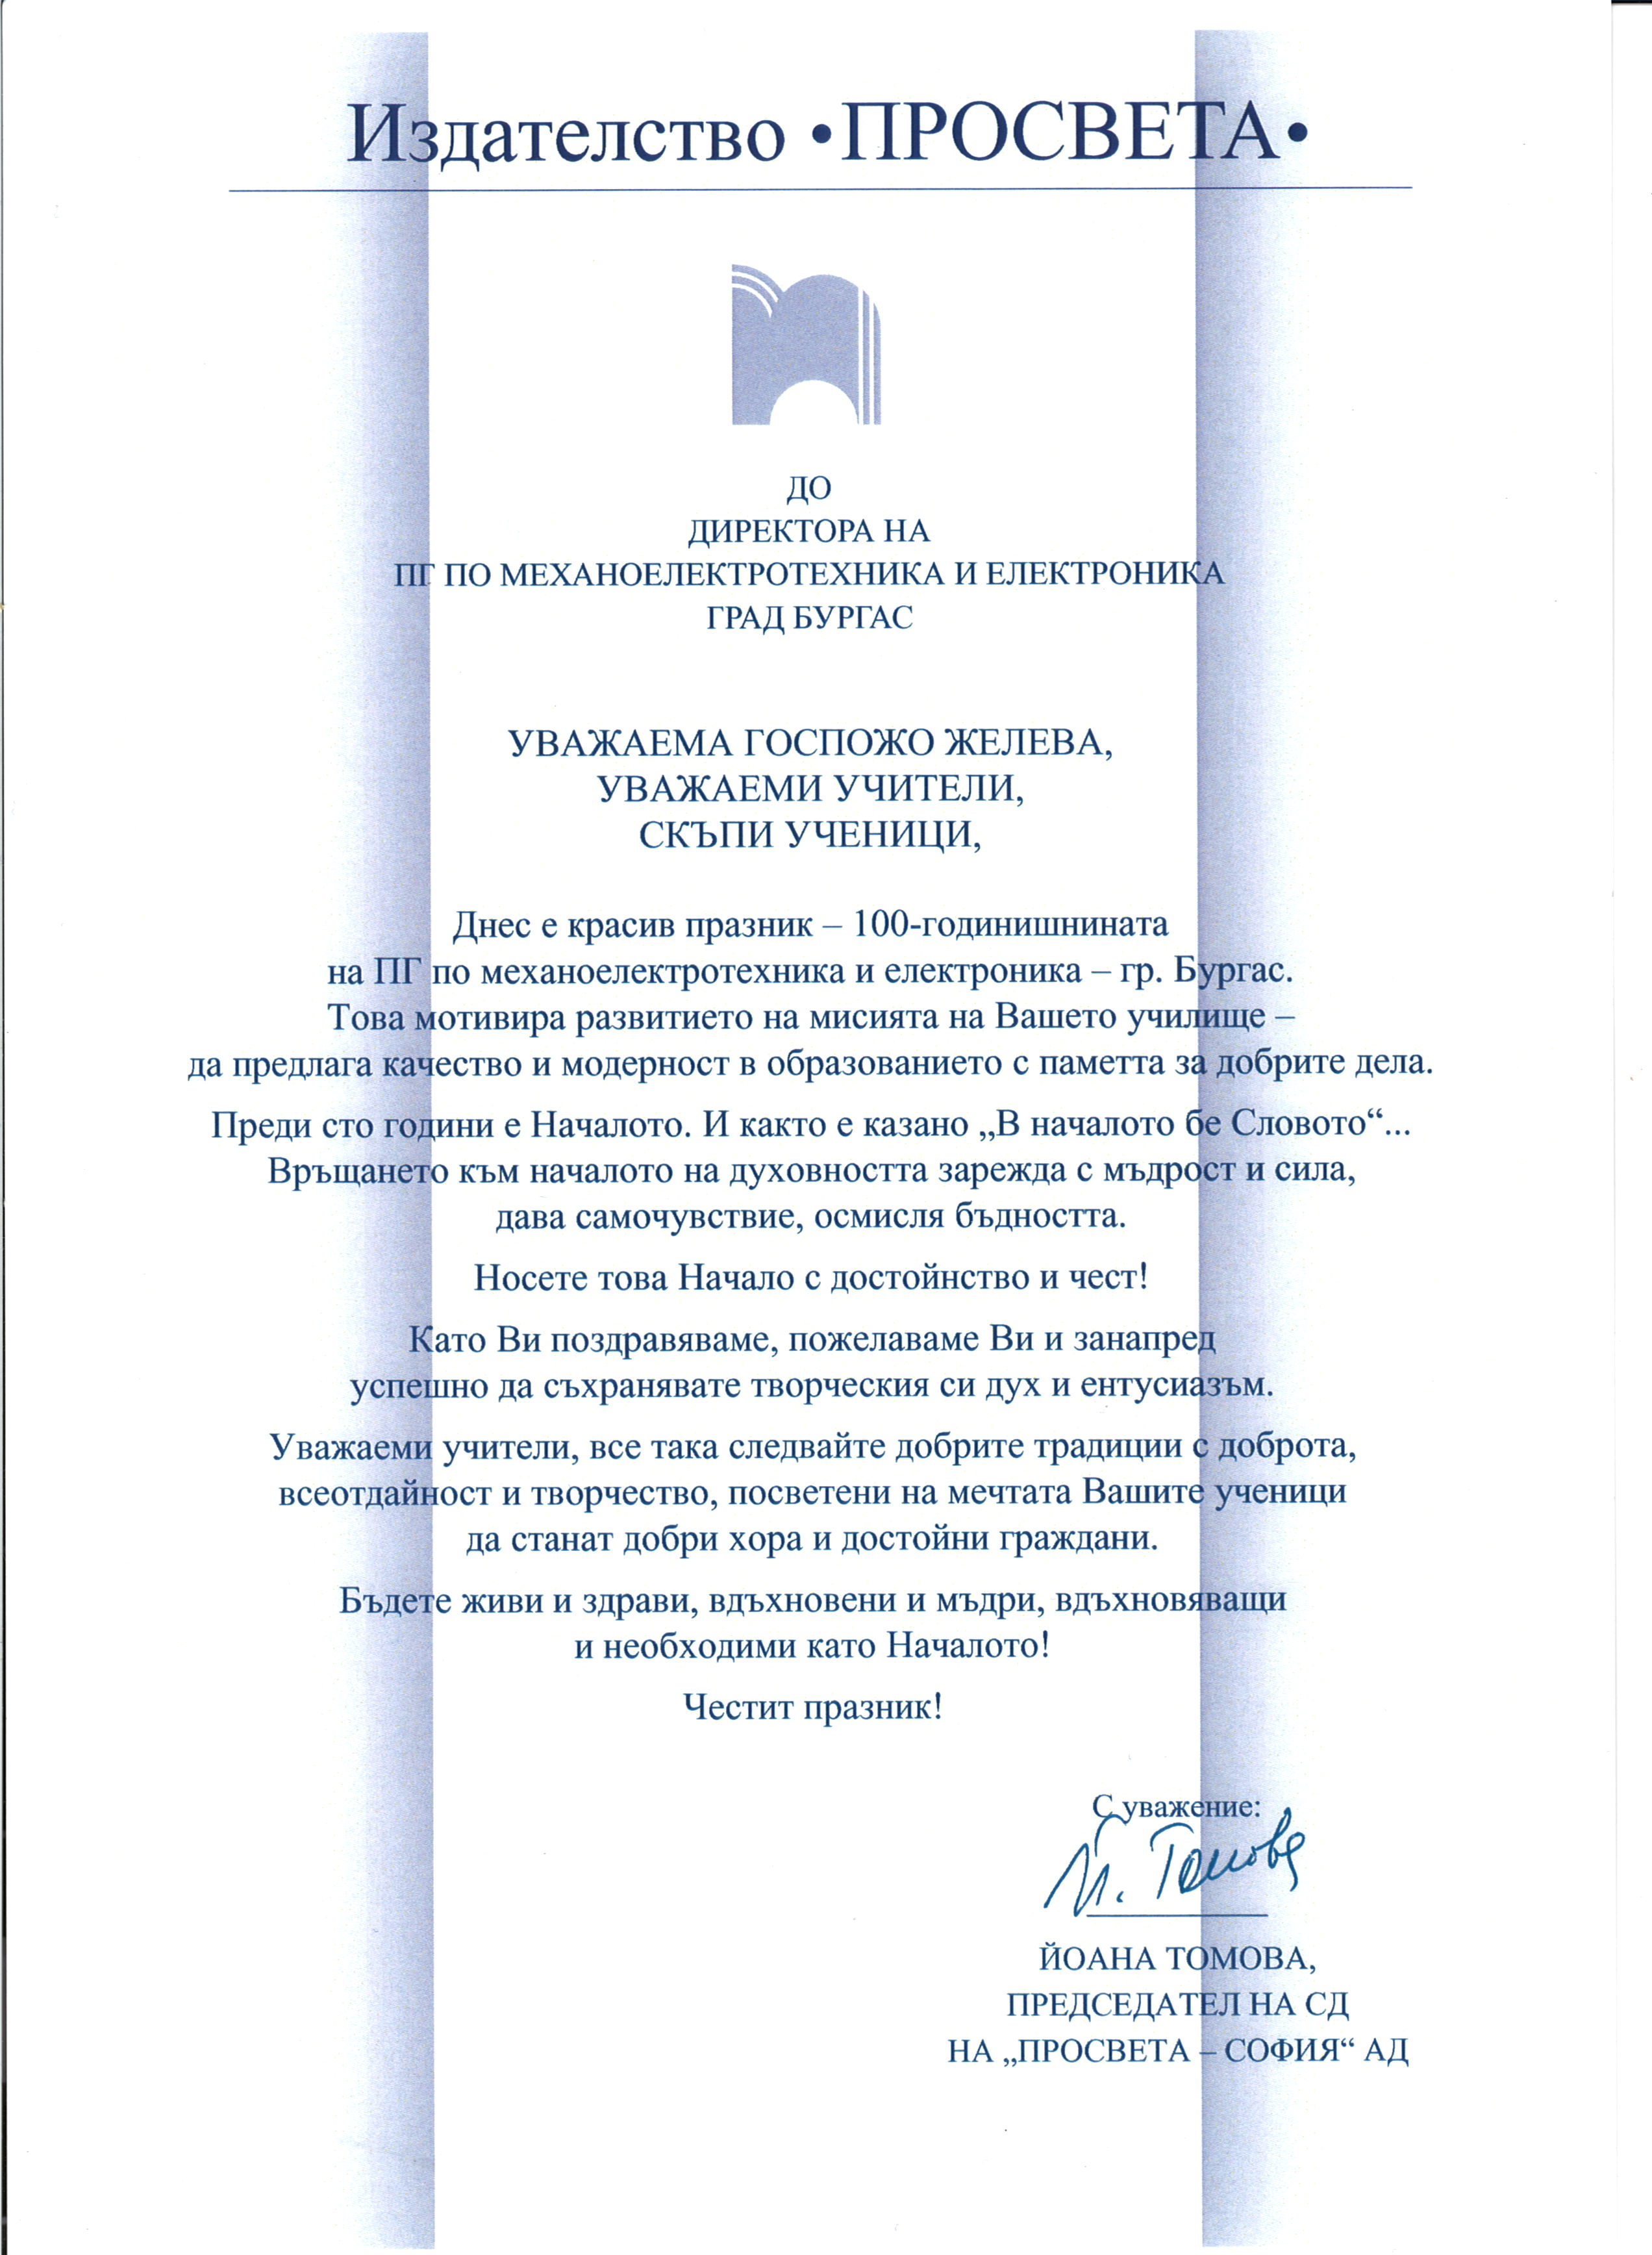 Издателство •ПРОСВЕТА•
ДО
ДИРЕКТОРА НА
ПГ ПО МЕХАНОЕЛЕКТРОТЕХНИКА И ЕЛЕКТРОНИКА
ГРАД БУРГАС
УВАЖАЕМА ГОСПОЖО ЖЕЛЕВА,
УВАЖАЕМИ УЧИТЕЛИ,
СКЪПИ УЧЕНИЦИ,
Днес е красив празник – 100-годинишнината
на ПГ по механоелектротехника и електроника – гр. Бургас.
Това мотивира развитието на мисията на Вашето училище –
да предлага качество и модерност в образованието с паметта за добрите дела.
Преди сто години е Началото. И както е казано „В началото бе Словото“...
Връщането към началото на духовността зарежда с мъдрост и сила,
дава самочувствие, осмисля бъдността.
Носете това Начало с достойнство и чест!
Като Ви поздравяваме, пожелаваме Ви и занапред
успешно да съхранявате творческия си дух и ентусиазъм.
Уважаеми учители, все така следвайте добрите традиции с доброта,
всеотдайност и творчество, посветени на мечтата Вашите ученици
да станат добри хора и достойни граждани.
Бъдете живи и здрави, вдъхновени и мъдри, вдъхновяващи
и необходими като Началото!
Честит празник!
С уважение:
Й. Томова
ЙОАНА ТОМОВА,
ПРЕДСЕДАТЕЛ НА СД
НА „ПРОСВЕТА – СОФИЯ“ АД